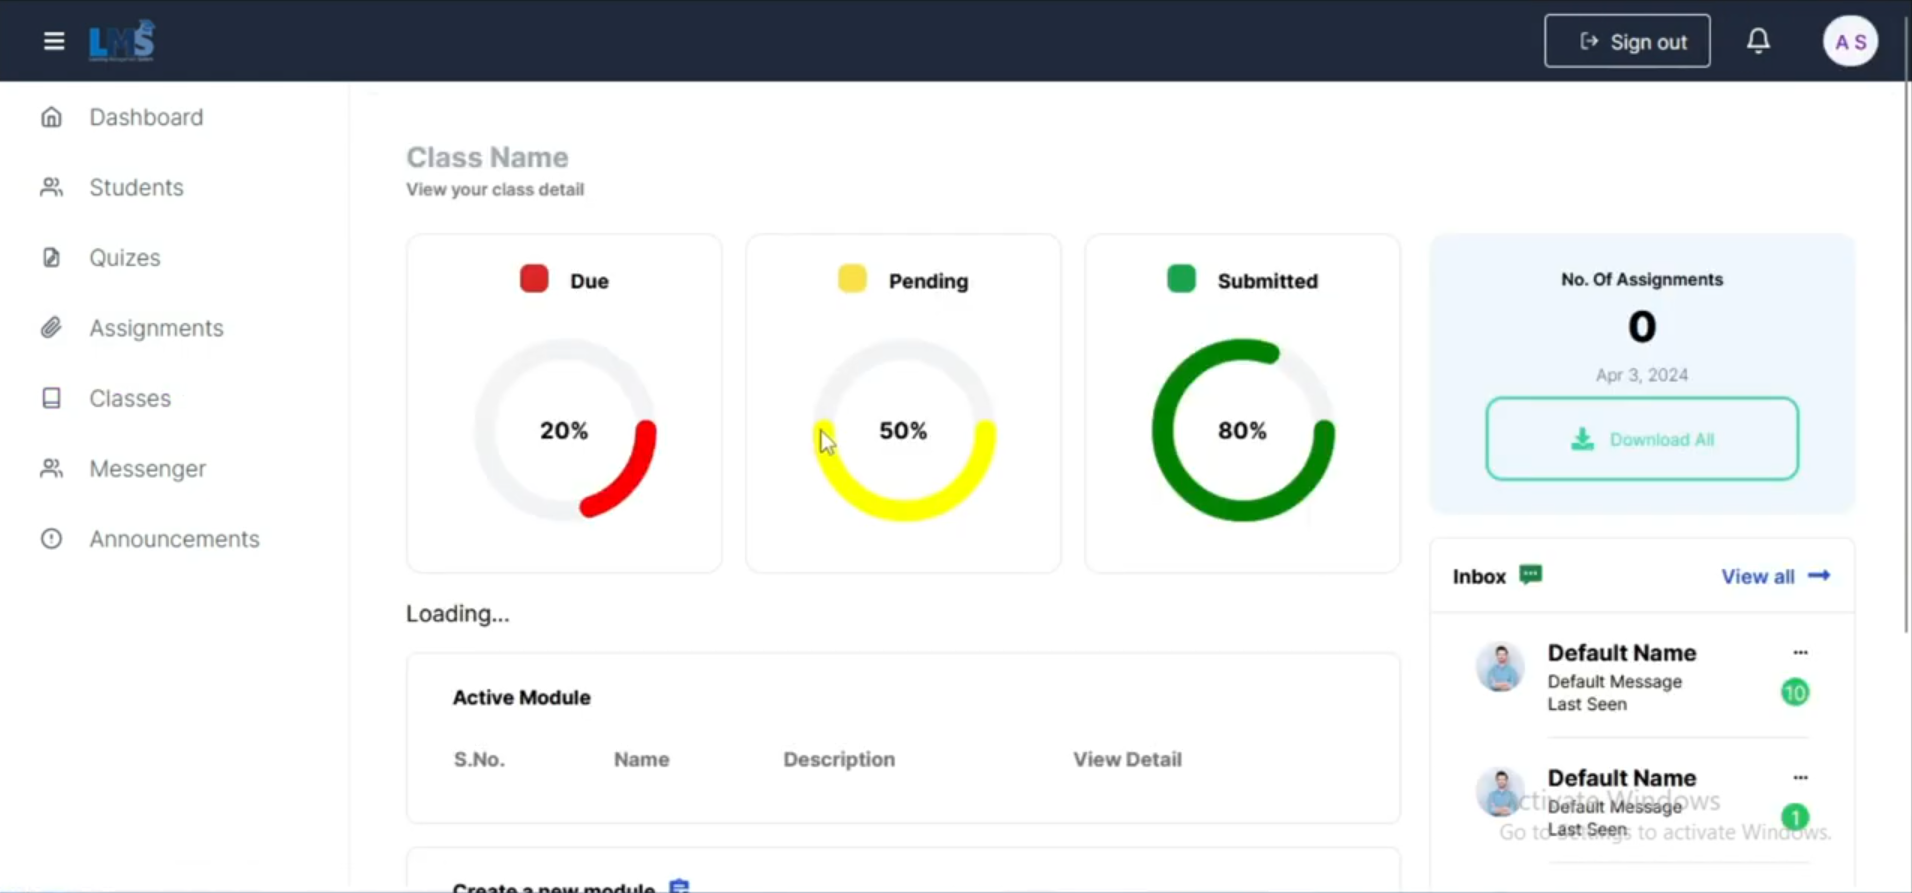 LMS
Sign out
A S
Dashboard
Students
Quizes
Assignments
Classes
Messenger
Announcements
Class Name
View your class detail
Due
20%
Pending
50%
Submitted
80%
No. Of Assignments
0
Apr 3, 2024
Download All
Loading...
Active Module
S.No. Name Description View Detail
Create a new module
Inbox
View all
Default Name
Default Message
Last Seen
10
Default Name
Default Message
Last Seen
1
Activate Windows
Go to Settings to activate Windows.